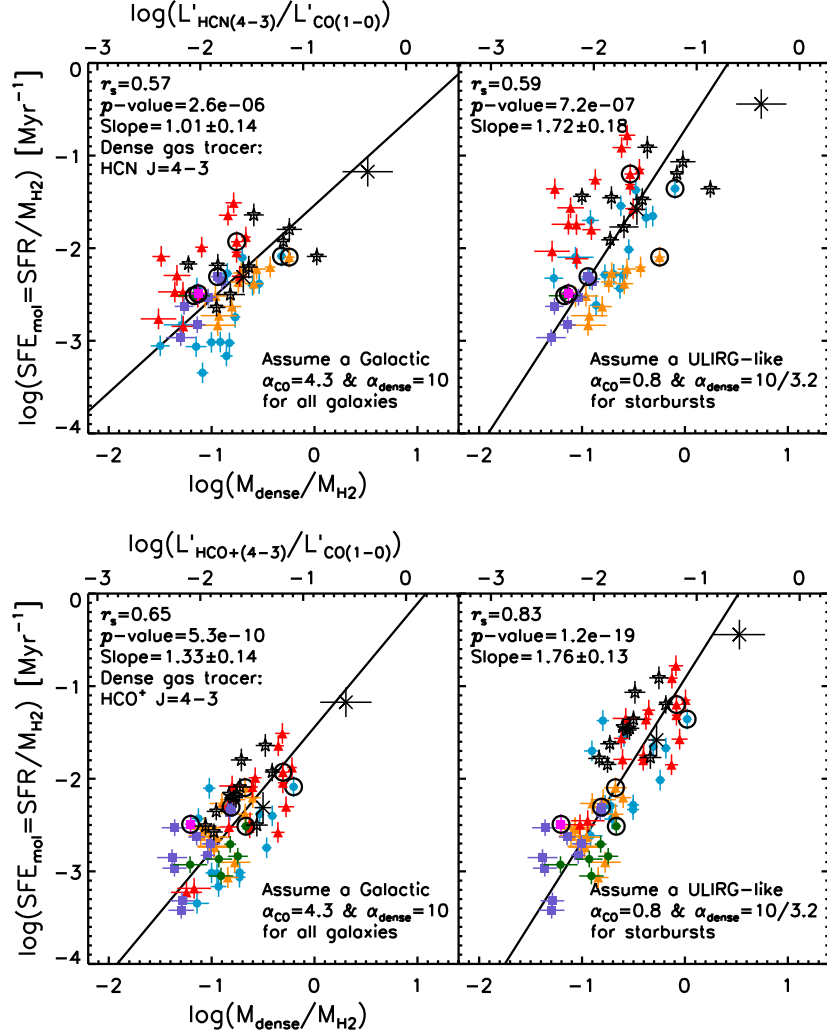 log(L'HCN(4−3)/L'CO(1−0))
−3 −2 −1 0 −3 −2 −1 0
0
−1
−2
−3
−4
log(SFEmol=SFR/MH2) [Myr−1]
rs=0.57
p-value=2.6e-06
Slope=1.01±0.14
Dense gas tracer:
HCN J=4-3
Assume a Galactic
αCO=4.3 & αdense=10
for all galaxies
rs=0.59
p-value=7.2e-07
Slope=1.72±0.18
Assume a ULIRG-like
αCO=0.8 & αdense=10/3.2
for starbursts
−2 −1 0 1 −2 −1 0 1
log(Mdense/MH2)
log(L'HCO+(4−3)/L'CO(1−0))
−3 −2 −1 0 −3 −2 −1 0
0
−1
−2
−3
−4
log(SFEmol=SFR/MH2) [Myr−1]
rs=0.65
p-value=5.3e-10
Slope=1.33±0.14
Dense gas tracer:
HCO+ J=4-3
Assume a Galactic
αCO=4.3 & αdense=10
for all galaxies
rs=0.83
p-value=1.2e-19
Slope=1.76±0.13
Assume a ULIRG-like
αCO=0.8 & αdense=10/3.2
for starbursts
−2 −1 0 −2 −1 0 1
log(Mdense/MH2)